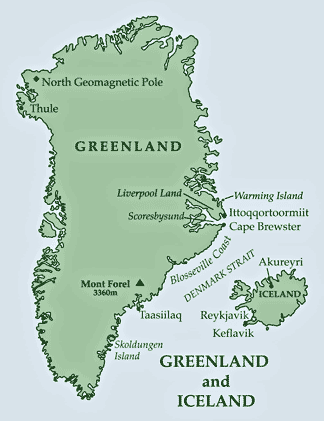 North Geomagnetic Pole
Thule
GREENLAND
Liverpool Land
Warming Island
Scoresbysund
Ittoqqortoormiit
Cape Brewster
Blosseville Coast
DENMARK STRAIT
Akureyri
Mont Forel
3360m
ICELAND
Taasiilaq
Reykjavik
Keflavik
Skoldungen
Island
GREENLAND
and
ICELAND